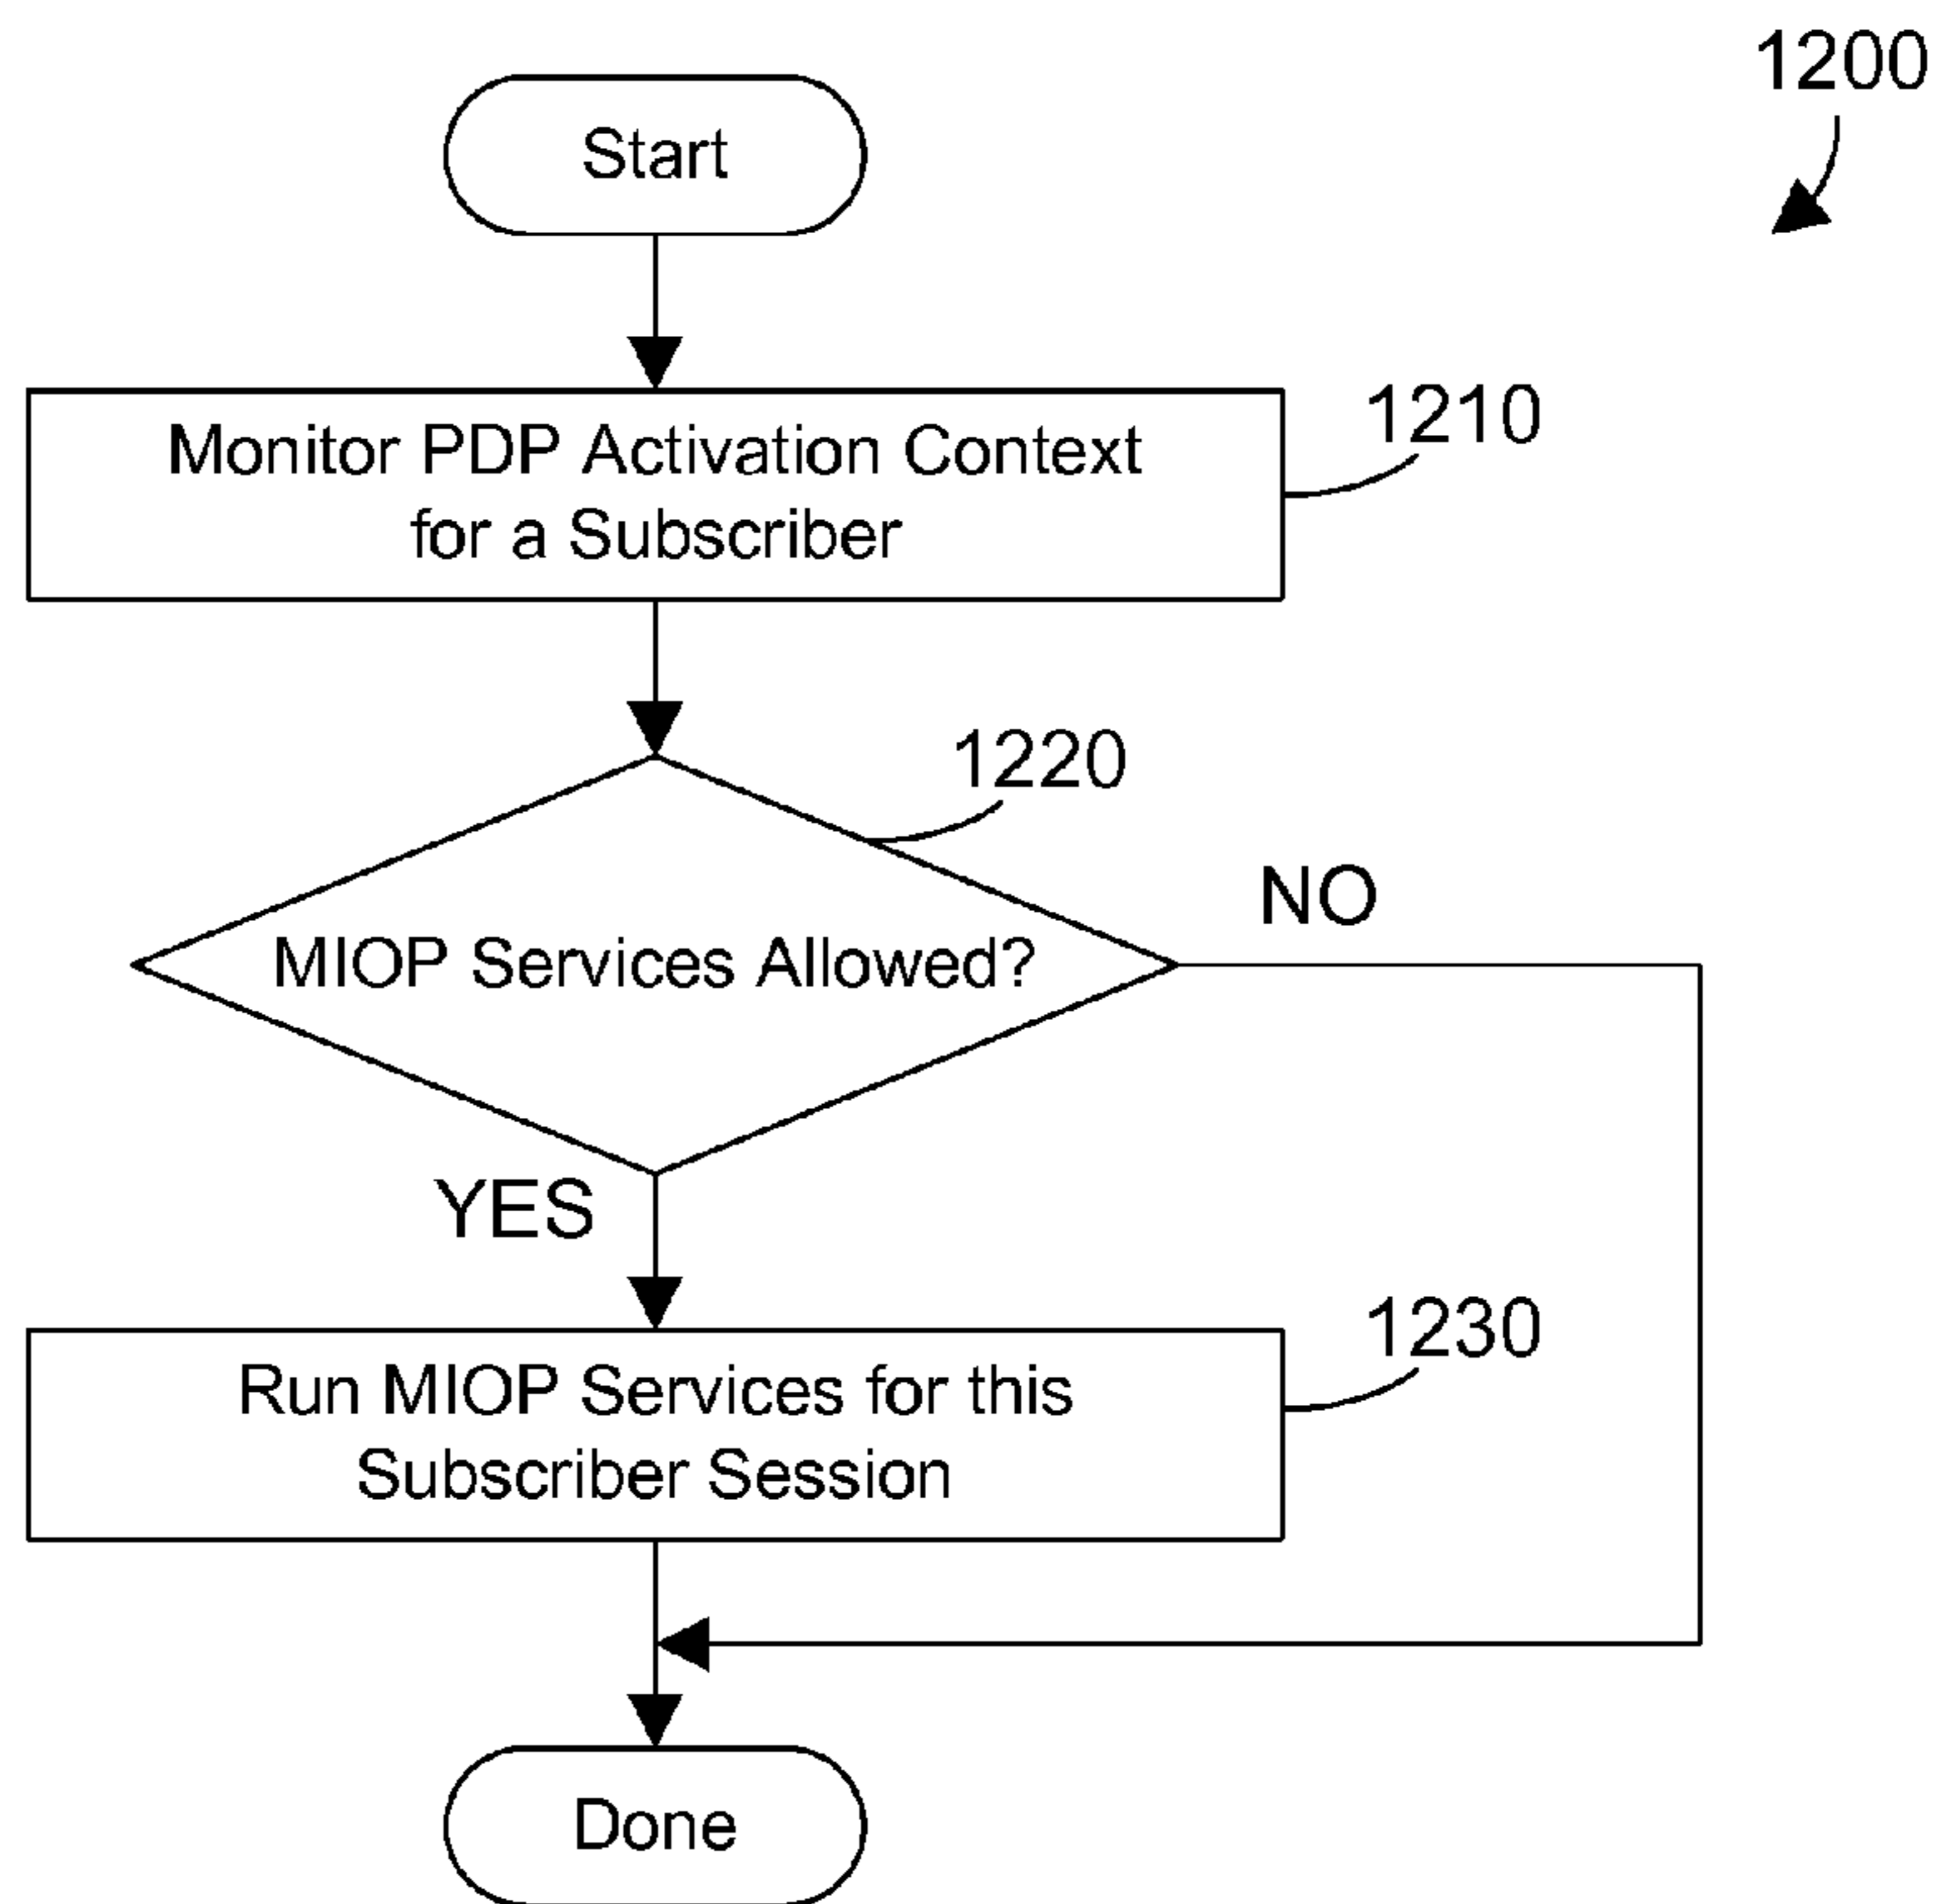 1200
Start
Monitor PDP Activation Context
for a Subscriber
1210
1220
MIOP Services Allowed?
NO
YES
Run MIOP Services for this
Subscriber Session
1230
Done